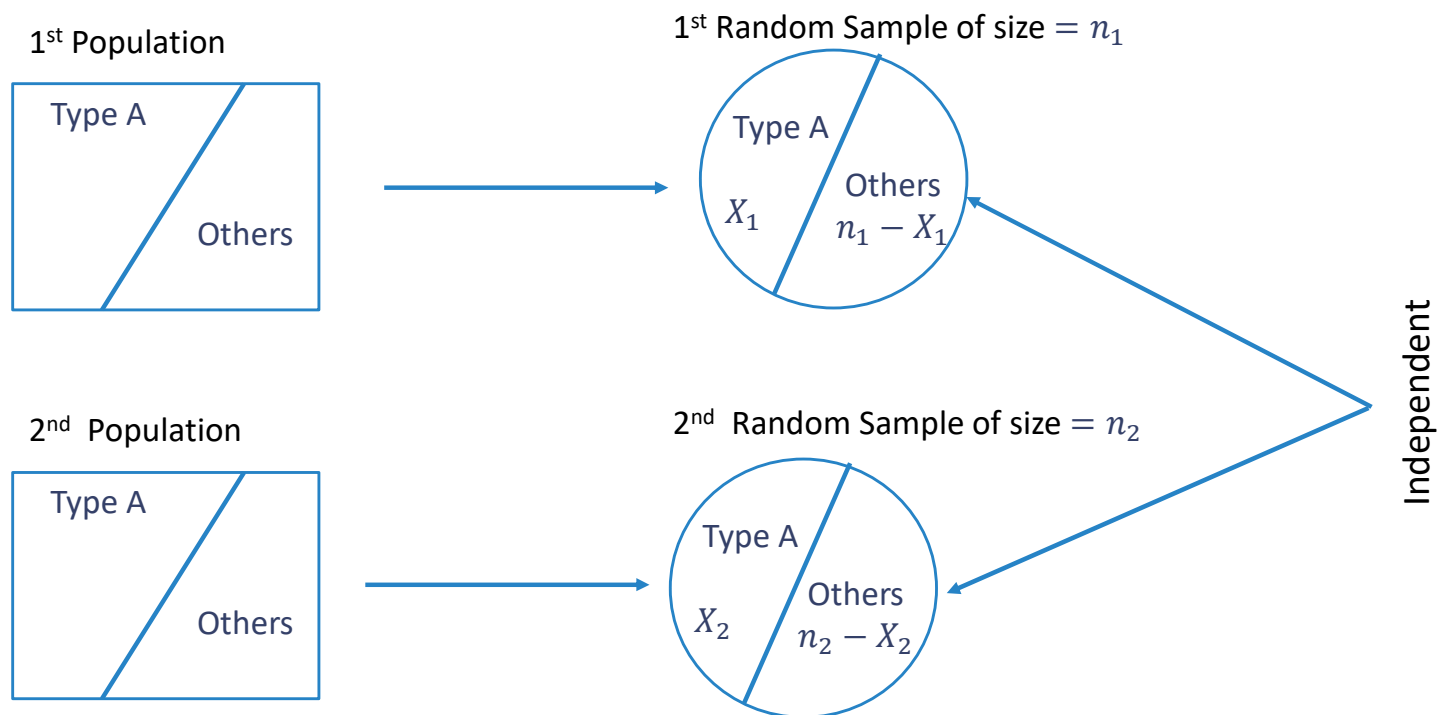 1st Population
1st Random Sample of size = n₁
Type A
Others
Type A
X₁
Others
n₁ − X₁
Independent
2nd Population
2nd Random Sample of size = n₂
Type A
Others
Type A
X₂
Others
n₂ − X₂